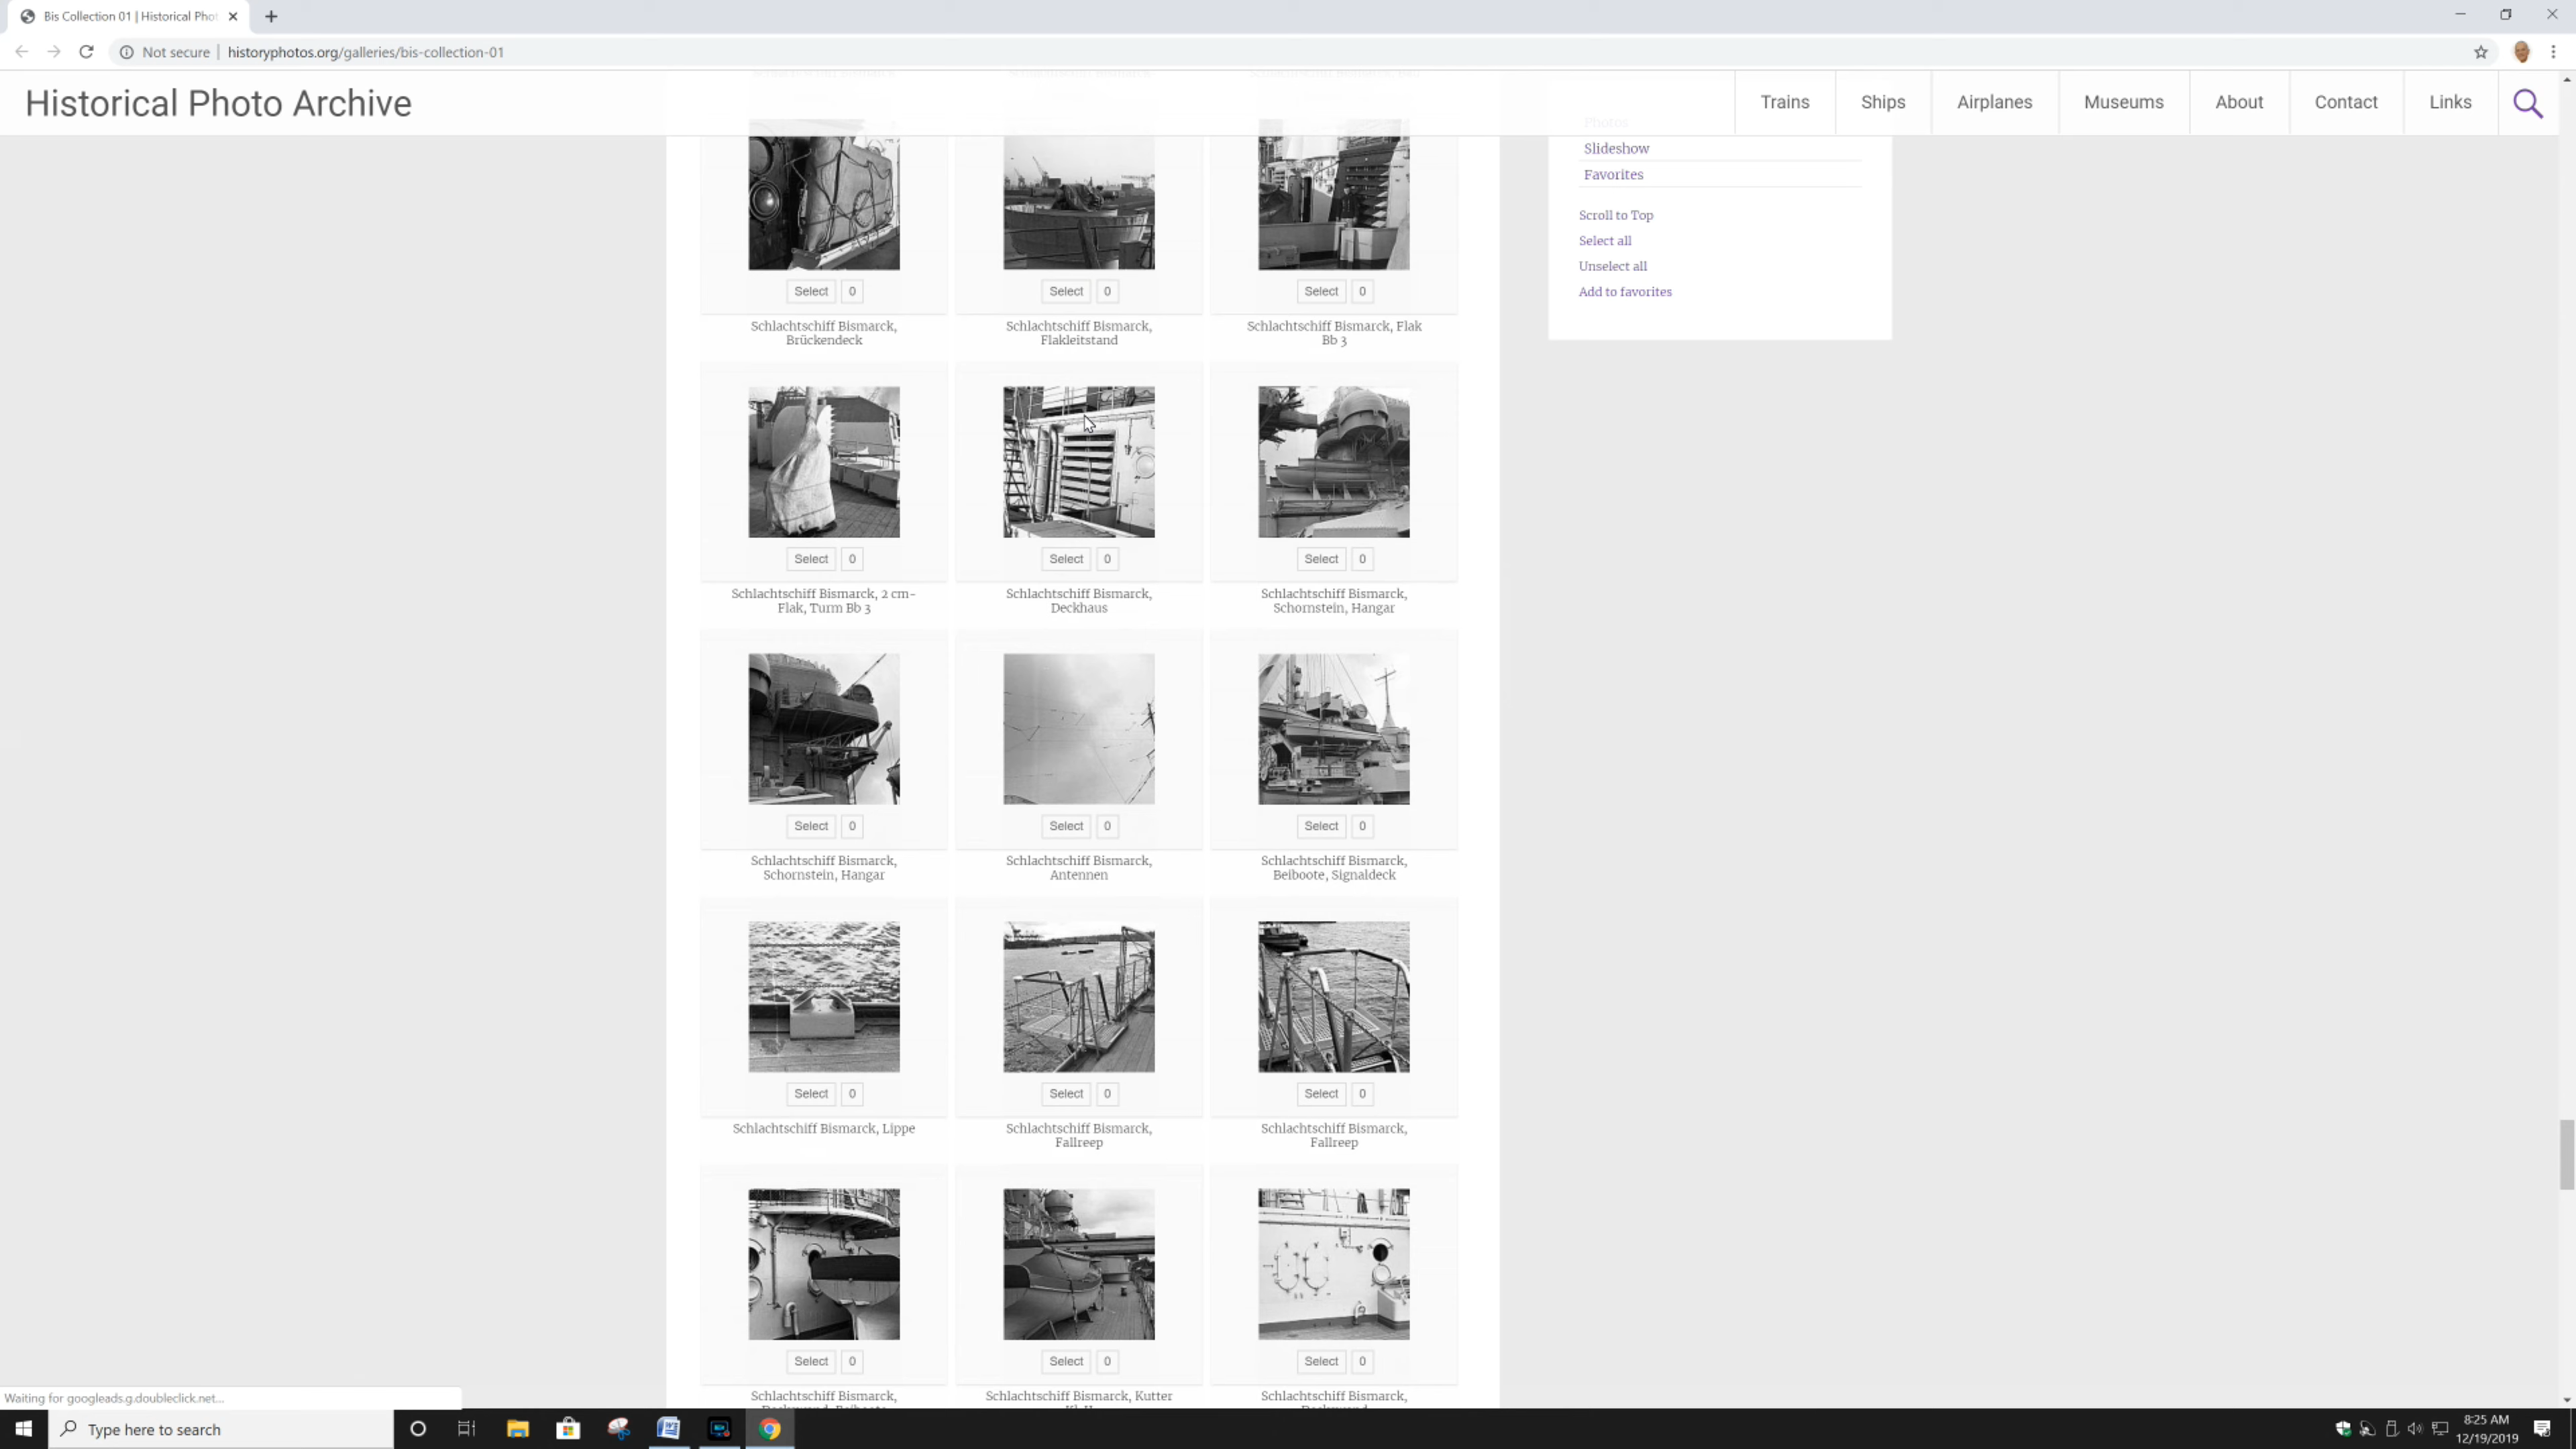 Bis Collection 01 | Historical Phot
Not secure | historyphotos.org/galleries/bis-collection-01
Historical Photo Archive
Trains
Ships
Airplanes
Museums
About
Contact
Links
Photos
Slideshow
Favorites
Scroll to Top
Select all
Unselect all
Add to favorites
Select 0
Select 0
Select 0
Schlachtschiff Bismarck,
Brückendeck
Schlachtschiff Bismarck,
Flakleitstand
Schlachtschiff Bismarck, Flak
Bb 3
Select 0
Select 0
Select 0
Schlachtschiff Bismarck, 2 cm-
Flak, Turm Bb 3
Schlachtschiff Bismarck,
Deckhaus
Schlachtschiff Bismarck,
Schornstein, Hangar
Select 0
Select 0
Select 0
Schlachtschiff Bismarck,
Schornstein, Hangar
Schlachtschiff Bismarck,
Antennen
Schlachtschiff Bismarck,
Beiboote, Signaldeck
Select 0
Select 0
Select 0
Schlachtschiff Bismarck, Lippe
Schlachtschiff Bismarck,
Fallreep
Schlachtschiff Bismarck,
Fallreep
Select 0
Select 0
Select 0
Schlachtschiff Bismarck,
Schlachtschiff Bismarck, Kutter
Schlachtschiff Bismarck,
Waiting for googleads.g.doubleclick.net...
Type here to search
8:25 AM
12/19/2019